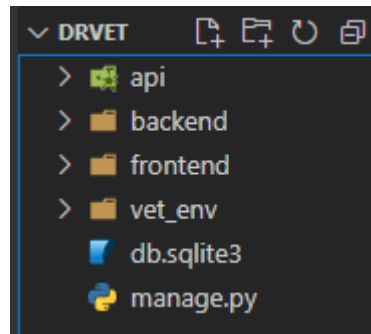 DRVET
api
backend
frontend
vet_env
db.sqlite3
manage.py